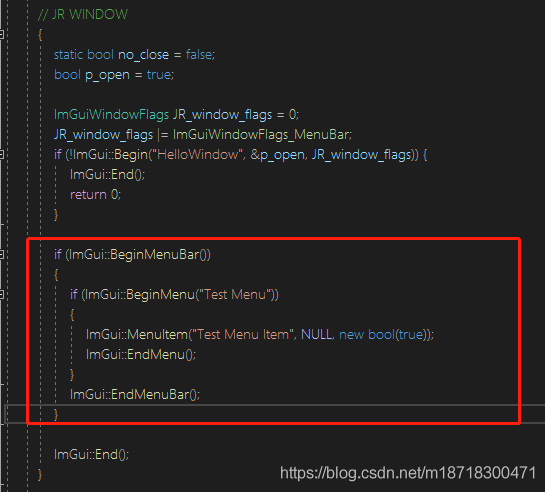 // JR WINDOW
{
static bool no_close = false;
bool p_open = true;
ImGuiWindowFlags JR_window_flags = 0;
JR_window_flags |= ImGuiWindowFlags_MenuBar;
if (!ImGui::Begin("HelloWindow", &p_open, JR_window_flags)) {
ImGui::End();
return 0;
}
if (ImGui::BeginMenuBar())
{
if (ImGui::BeginMenu("Test Menu"))
{
ImGui::MenuItem("Test Menu Item", NULL, new bool(true));
ImGui::EndMenu();
}
ImGui::EndMenuBar();
}
ImGui::End();
}
https://blog.csdn.net/m18718300471